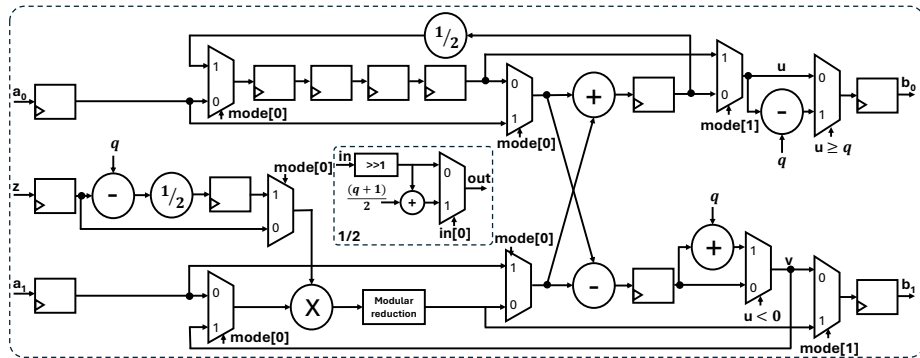 1/2
1
0
mode[0]
a0
0
1
mode[0]
+
1
0
mode[1]
u
-
q
0
1
u ≥ q
b0
z
q
-
1/2
mode[0]
1
0
in
>>1
(q + 1)
2
+
0
1
out
in[0]
1/2
a1
0
1
mode[0]
X
Modular
reduction
mode[0]
1
0
-
q
+
1
0
u < 0
v
0
1
mode[1]
b1